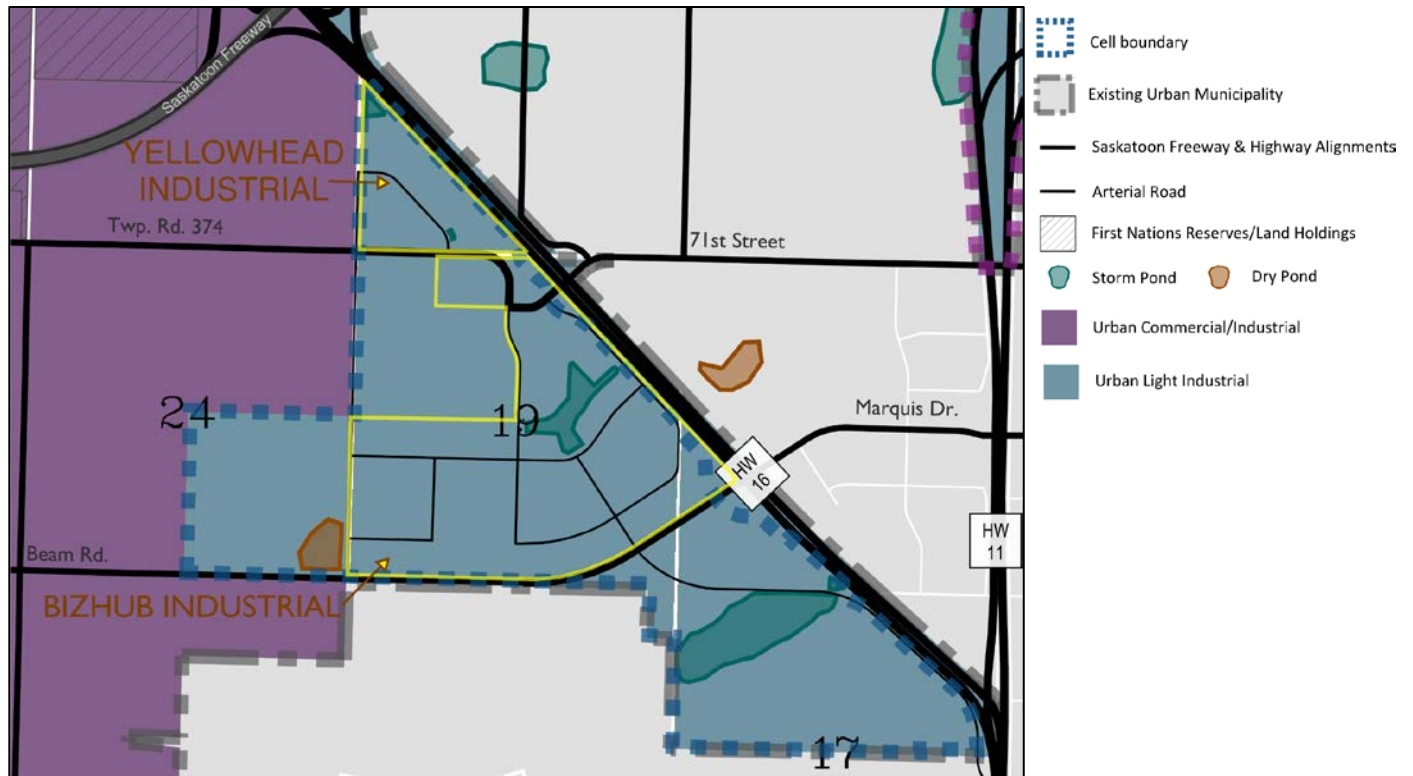 Saskatoon Freeway
YELLOWHEAD
INDUSTRIAL
Twp. Rd. 374
71st Street
24
19
Marquis Dr.
HW
16
HW
11
Beam Rd.
BIZHUB INDUSTRIAL
17
Cell boundary
Existing Urban Municipality
Saskatoon Freeway & Highway Alignments
Arterial Road
First Nations Reserves/Land Holdings
Storm Pond
Dry Pond
Urban Commercial/Industrial
Urban Light Industrial